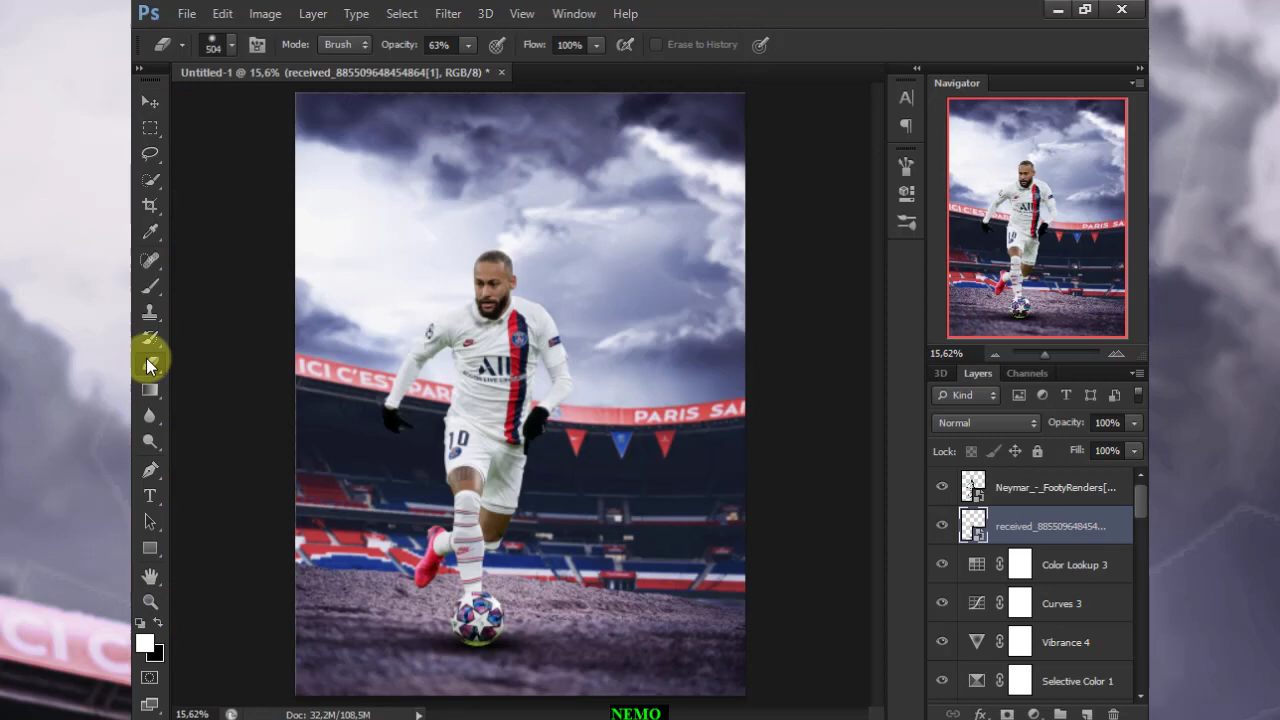 Ps File Edit Image Layer Type Select Filter 3D View Window Help
504 Mode: Brush Opacity: 63% Flow: 100% Erase to History
Untitled-1 @ 15,6% (received_885509648454864[1], RGB/8) *
Navigator
15,62%
3D Layers Channels
Kind
Normal Opacity: 100%
Lock: Fill: 100%
Neymar_-_FootyRenders[...
received_885509648454...
Color Lookup 3
Curves 3
Vibrance 4
Selective Color 1
ICI C'EST
PARIS
10
15,62% Doc: 32,2M/108,5M
NEMO